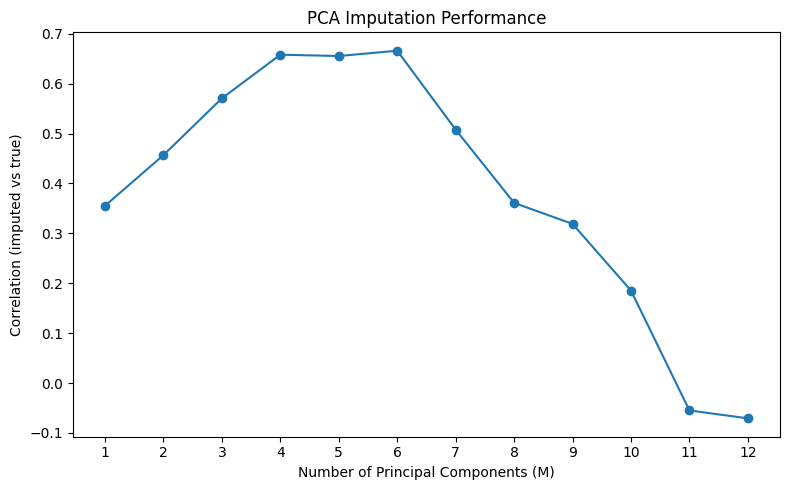 PCA Imputation Performance
Correlation (imputed vs true)
0.7
0.6
0.5
0.4
0.3
0.2
0.1
0.0
−0.1
1 2 3 4 5 6 7 8 9 10 11 12
Number of Principal Components (M)